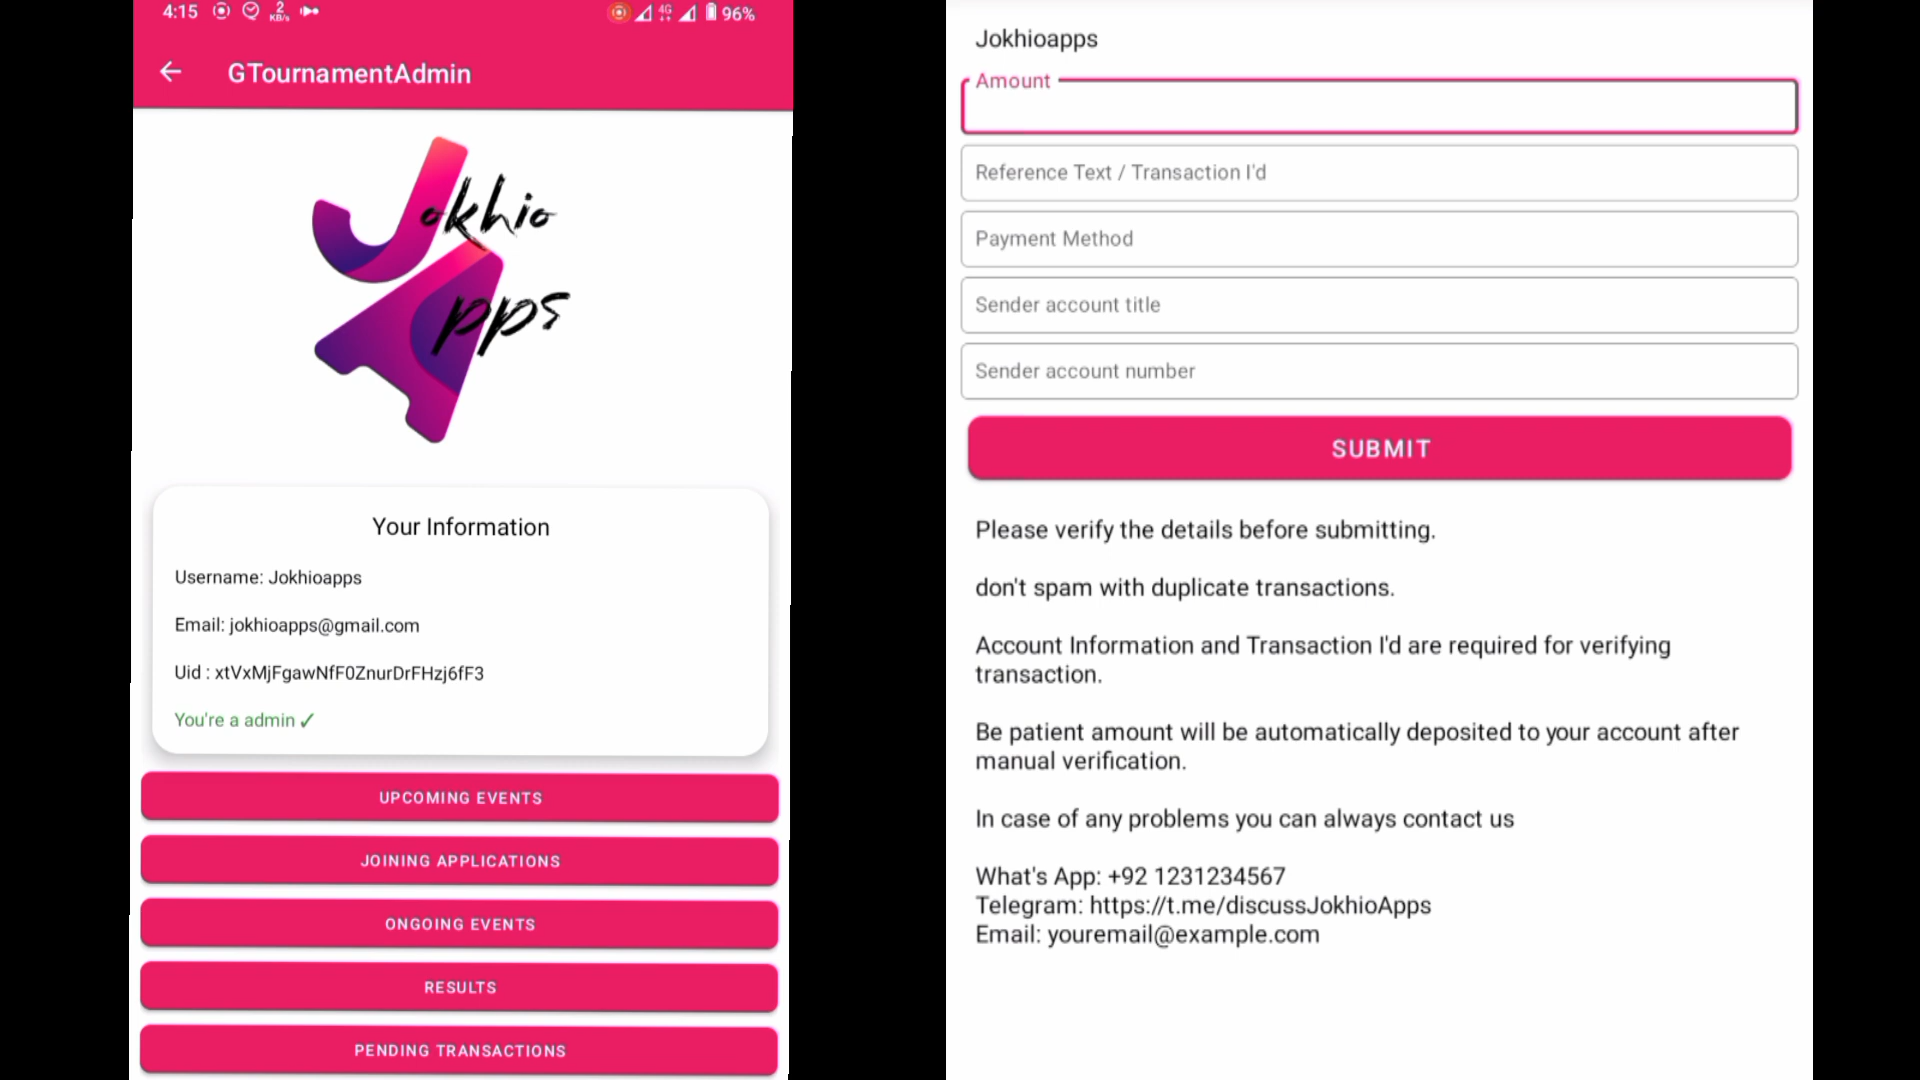 4:15
2
KB/s
4G
96%
GTournamentAdmin
Jokhio
Apps
Your Information
Username: Jokhioapps
Email: jokhioapps@gmail.com
Uid : xtVxMjFgawNfF0ZnurDrFHzj6fF3
You're a admin ✓
UPCOMING EVENTS
JOINING APPLICATIONS
ONGOING EVENTS
RESULTS
PENDING TRANSACTIONS
Jokhioapps
Amount
Reference Text / Transaction I'd
Payment Method
Sender account title
Sender account number
SUBMIT
Please verify the details before submitting.
don't spam with duplicate transactions.
Account Information and Transaction I'd are required for verifying
transaction.
Be patient amount will be automatically deposited to your account after
manual verification.
In case of any problems you can always contact us
What's App: +92 1231234567
Telegram: https://t.me/discussJokhioApps
Email: youremail@example.com